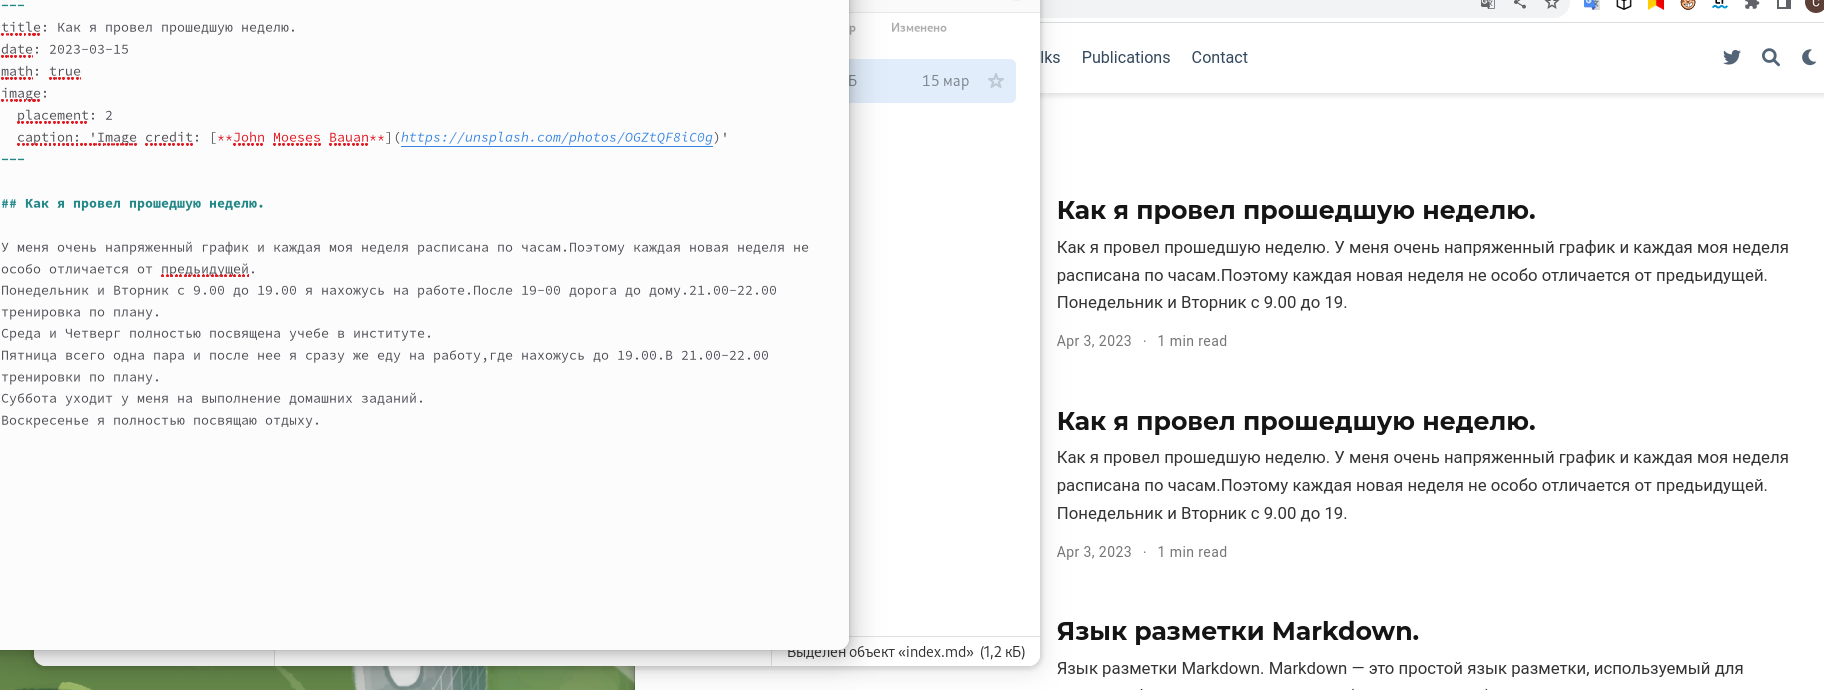 ---
title: Как я провел прошедшую неделю.
date: 2023-03-15
math: true
image:
  placement: 2
  caption: 'Image credit: [**John Moeses Bauan**](https://unsplash.com/photos/OGZtQF8iC0g)'
---
## Как я провел прошедшую неделю.
У меня очень напряженный график и каждая моя неделя расписана по часам.Поэтому каждая новая неделя не
особо отличается от предьидущей.
Понедельник и Вторник с 9.00 до 19.00 я нахожусь на работе.После 19-00 дорога до дому.21.00-22.00
тренировка по плану.
Среда и Четверг полностью посвящена учебе в институте.
Пятница всего одна пара и после нее я сразу же еду на работу,где нахожусь до 19.00.В 21.00-22.00
тренировки по плану.
Суббота уходит у меня на выполнение домашних заданий.
Воскресенье я полностью посвящаю отдыху.
р Изменено
Б 15 мар
Выделен объект «index.md» (1,2 кБ)
lks Publications Contact
Как я провел прошедшую неделю.
Как я провел прошедшую неделю. У меня очень напряженный график и каждая моя неделя
расписана по часам.Поэтому каждая новая неделя не особо отличается от предьидущей.
Понедельник и Вторник с 9.00 до 19.
Apr 3, 2023 · 1 min read
Как я провел прошедшую неделю.
Как я провел прошедшую неделю. У меня очень напряженный график и каждая моя неделя
расписана по часам.Поэтому каждая новая неделя не особо отличается от предьидущей.
Понедельник и Вторник с 9.00 до 19.
Apr 3, 2023 · 1 min read
Язык разметки Markdown.
Язык разметки Markdown. Markdown — это простой язык разметки, используемый для